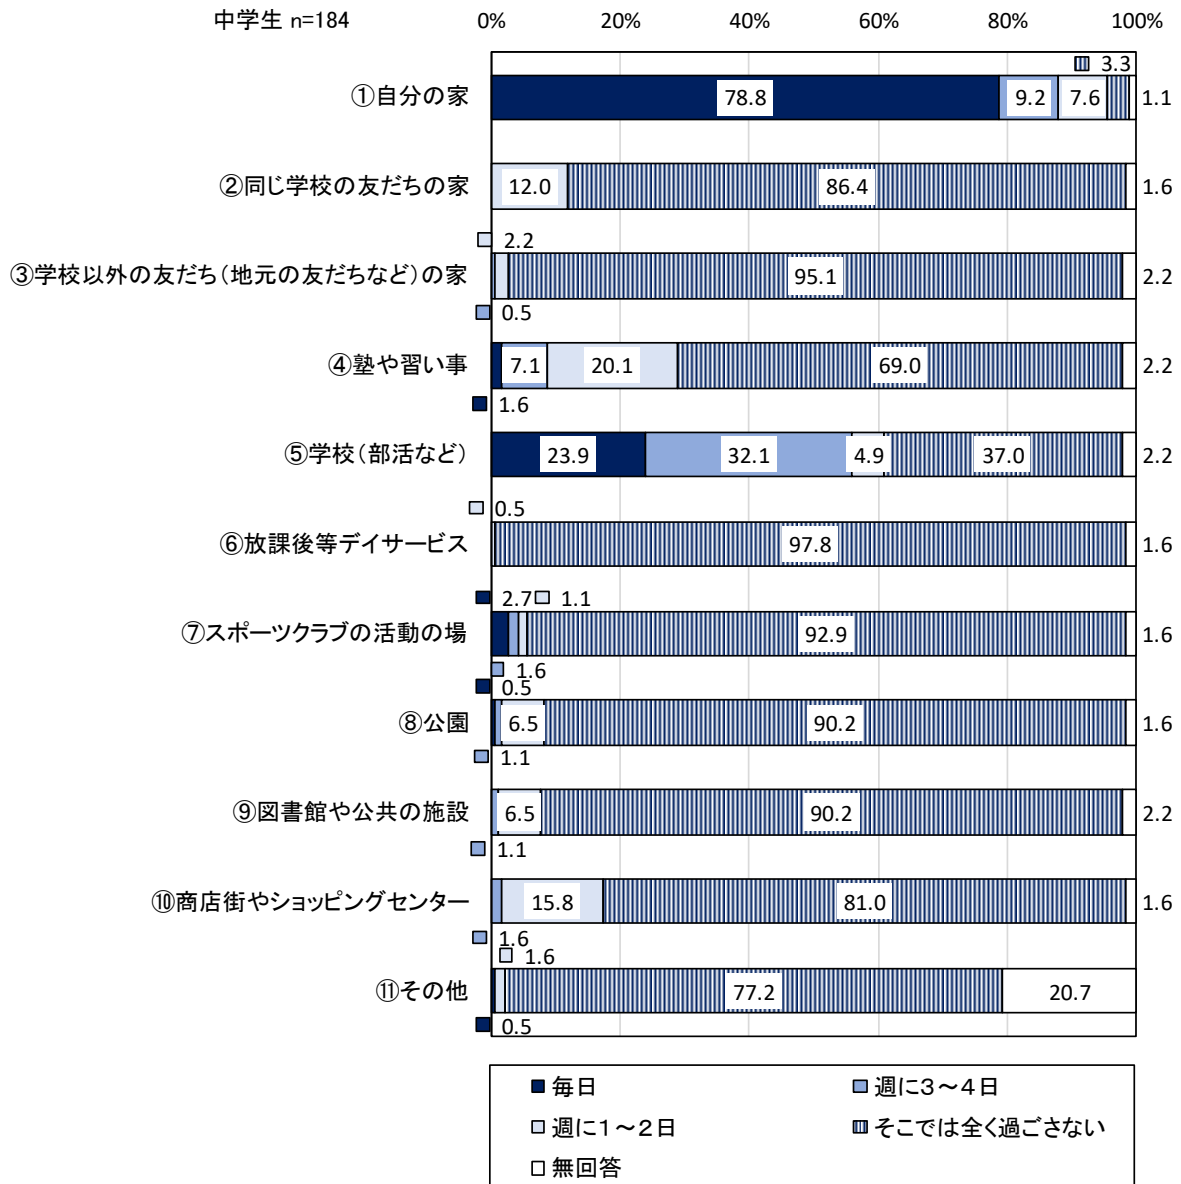 中学生 n=184
0% 20% 40% 60% 80% 100%
3.3
①自分の家 78.8 9.2 7.6 1.1
②同じ学校の友だちの家 12.0 86.4 1.6
2.2
③学校以外の友だち（地元の友だちなど）の家 95.1 2.2
0.5
④塾や習い事 7.1 20.1 69.0 2.2
1.6
⑤学校（部活など） 23.9 32.1 4.9 37.0 2.2
0.5
⑥放課後等デイサービス 97.8 1.6
2.7 1.1
⑦スポーツクラブの活動の場 92.9 1.6
1.6
0.5
⑧公園 6.5 90.2 1.6
1.1
⑨図書館や公共の施設 6.5 90.2 2.2
1.1
⑩商店街やショッピングセンター 15.8 81.0 1.6
1.6
1.6
⑪その他 77.2 20.7
0.5
毎日 週に３～４日
週に１～２日 そこでは全く過ごさない
無回答